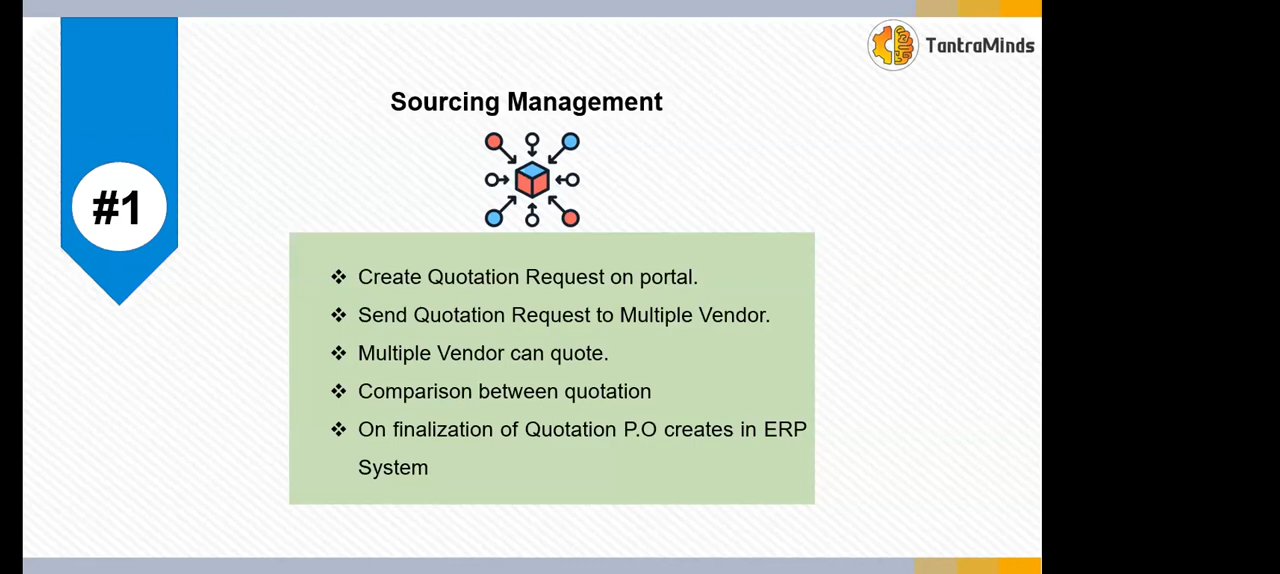 TantraMinds
Sourcing Management
#1
❖ Create Quotation Request on portal.
❖ Send Quotation Request to Multiple Vendor.
❖ Multiple Vendor can quote.
❖ Comparison between quotation
❖ On finalization of Quotation P.O creates in ERP
System